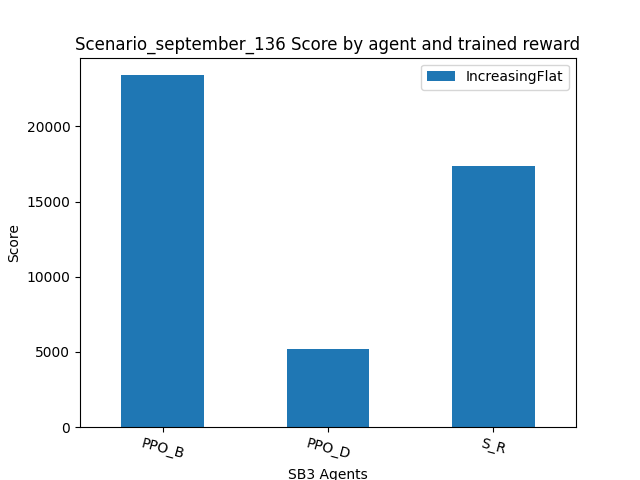 Scenario_september_136 Score by agent and trained reward
IncreasingFlat
Score
20000
15000
10000
5000
0
PPO_B
PPO_D
S_R
SB3 Agents